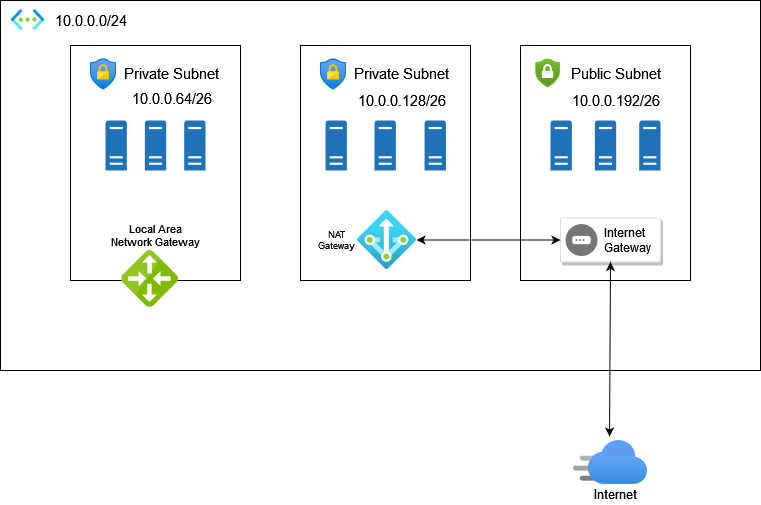 10.0.0.0/24
Private Subnet
10.0.0.64/26
Local Area
Network Gateway
Private Subnet
10.0.0.128/26
NAT
Gateway
Public Subnet
10.0.0.192/26
Internet
Gateway
Internet